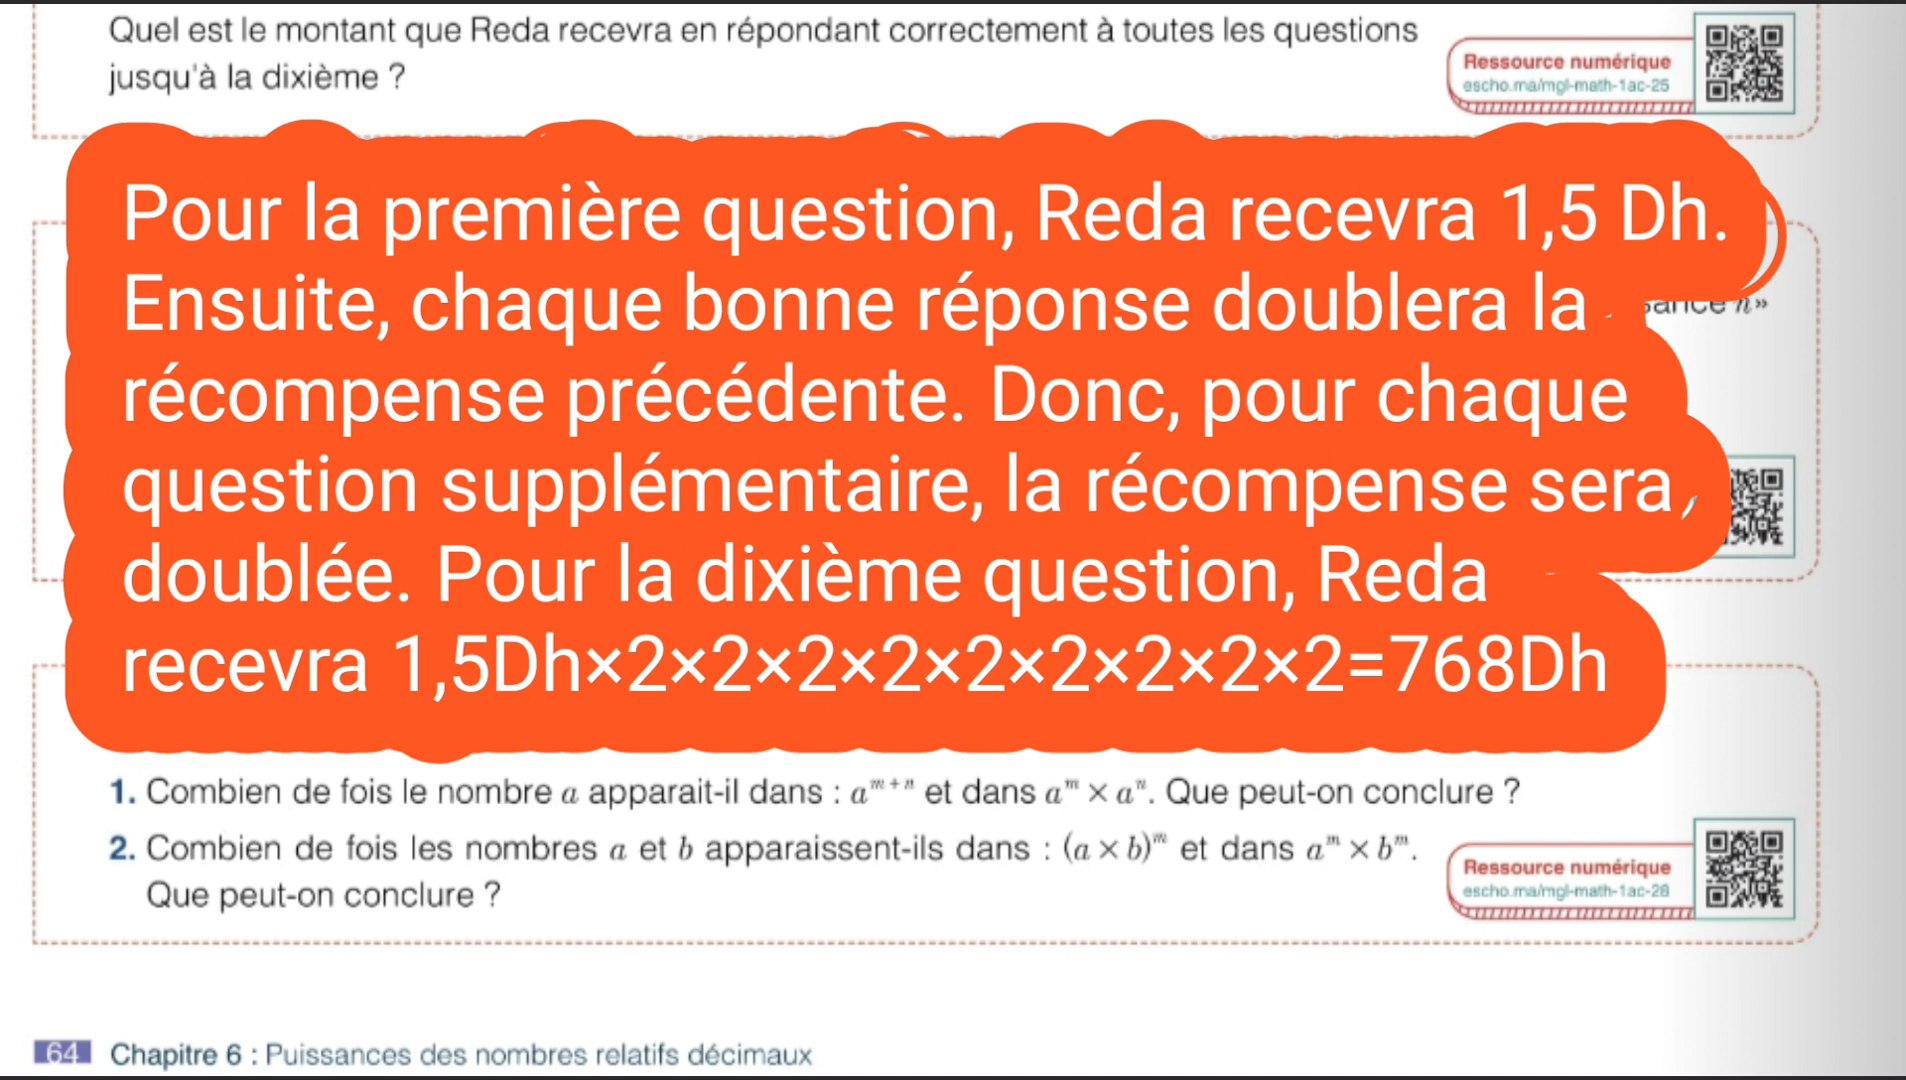 Quel est le montant que Reda recevra en répondant correctement à toutes les questions
jusqu'à la dixième ?
Ressource numérique
escho.ma/mgl-math-1ac-25
Pour la première question, Reda recevra 1,5 Dh.
Ensuite, chaque bonne réponse doublera la
récompense précédente. Donc, pour chaque
question supplémentaire, la récompense sera
doublée. Pour la dixième question, Reda
recevra 1,5Dh×2×2×2×2×2×2×2×2×2=768Dh
1. Combien de fois le nombre a apparait-il dans : a^{m+n} et dans a^m × a^n. Que peut-on conclure ?
2. Combien de fois les nombres a et b apparaissent-ils dans : (a × b)^m et dans a^m × b^m.
Que peut-on conclure ?
Ressource numérique
escho.ma/mgl-math-1ac-28
64 Chapitre 6 : Puissances des nombres relatifs décimaux